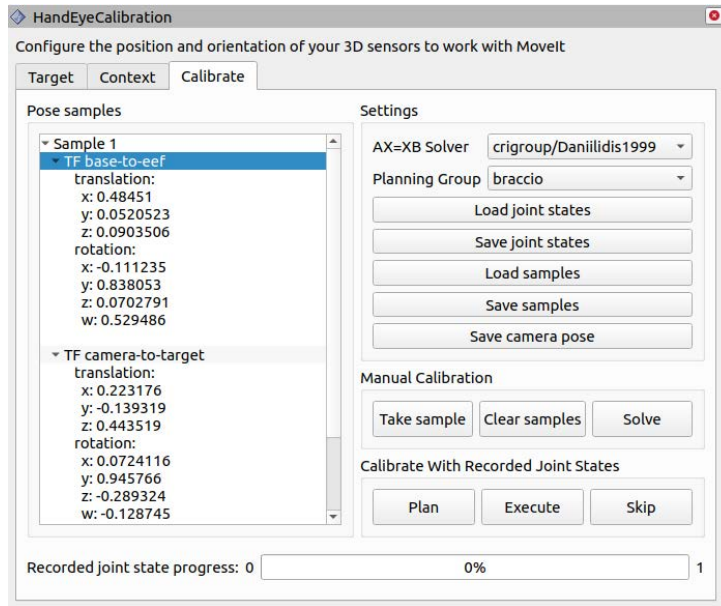 HandEyeCalibration
Configure the position and orientation of your 3D sensors to work with MoveIt
Target Context Calibrate
Pose samples
Sample 1
TF base-to-eef
translation:
x: 0.48451
y: 0.0520523
z: 0.0903506
rotation:
x: -0.111235
y: 0.838053
z: 0.0702791
w: 0.529486
TF camera-to-target
translation:
x: 0.223176
y: -0.139319
z: 0.443519
rotation:
x: 0.0724116
y: 0.945766
z: -0.289324
w: -0.128745
Settings
AX=XB Solver crigroup/Daniilidis1999
Planning Group braccio
Load joint states
Save joint states
Load samples
Save samples
Save camera pose
Manual Calibration
Take sample Clear samples Solve
Calibrate With Recorded Joint States
Plan Execute Skip
Recorded joint state progress: 0 0% 1